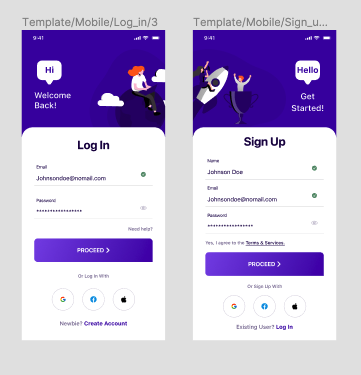 Template/Mobile/Log_in/3
9:41
Hi
Welcome
Back!
Log In
Email
Johnsondoe@nomail.com
Password
*****************
Need help?
PROCEED
Or Log in With
Newbie? Create Account
Template/Mobile/Sign_u...
9:41
Hello
Get
Started!
Sign Up
Name
Johnson Doe
Email
Johnsondoe@nomail.com
Password
*****************
Yes, I agree to the Terms & Services.
PROCEED
Or Sign Up With
Existing User? Log In